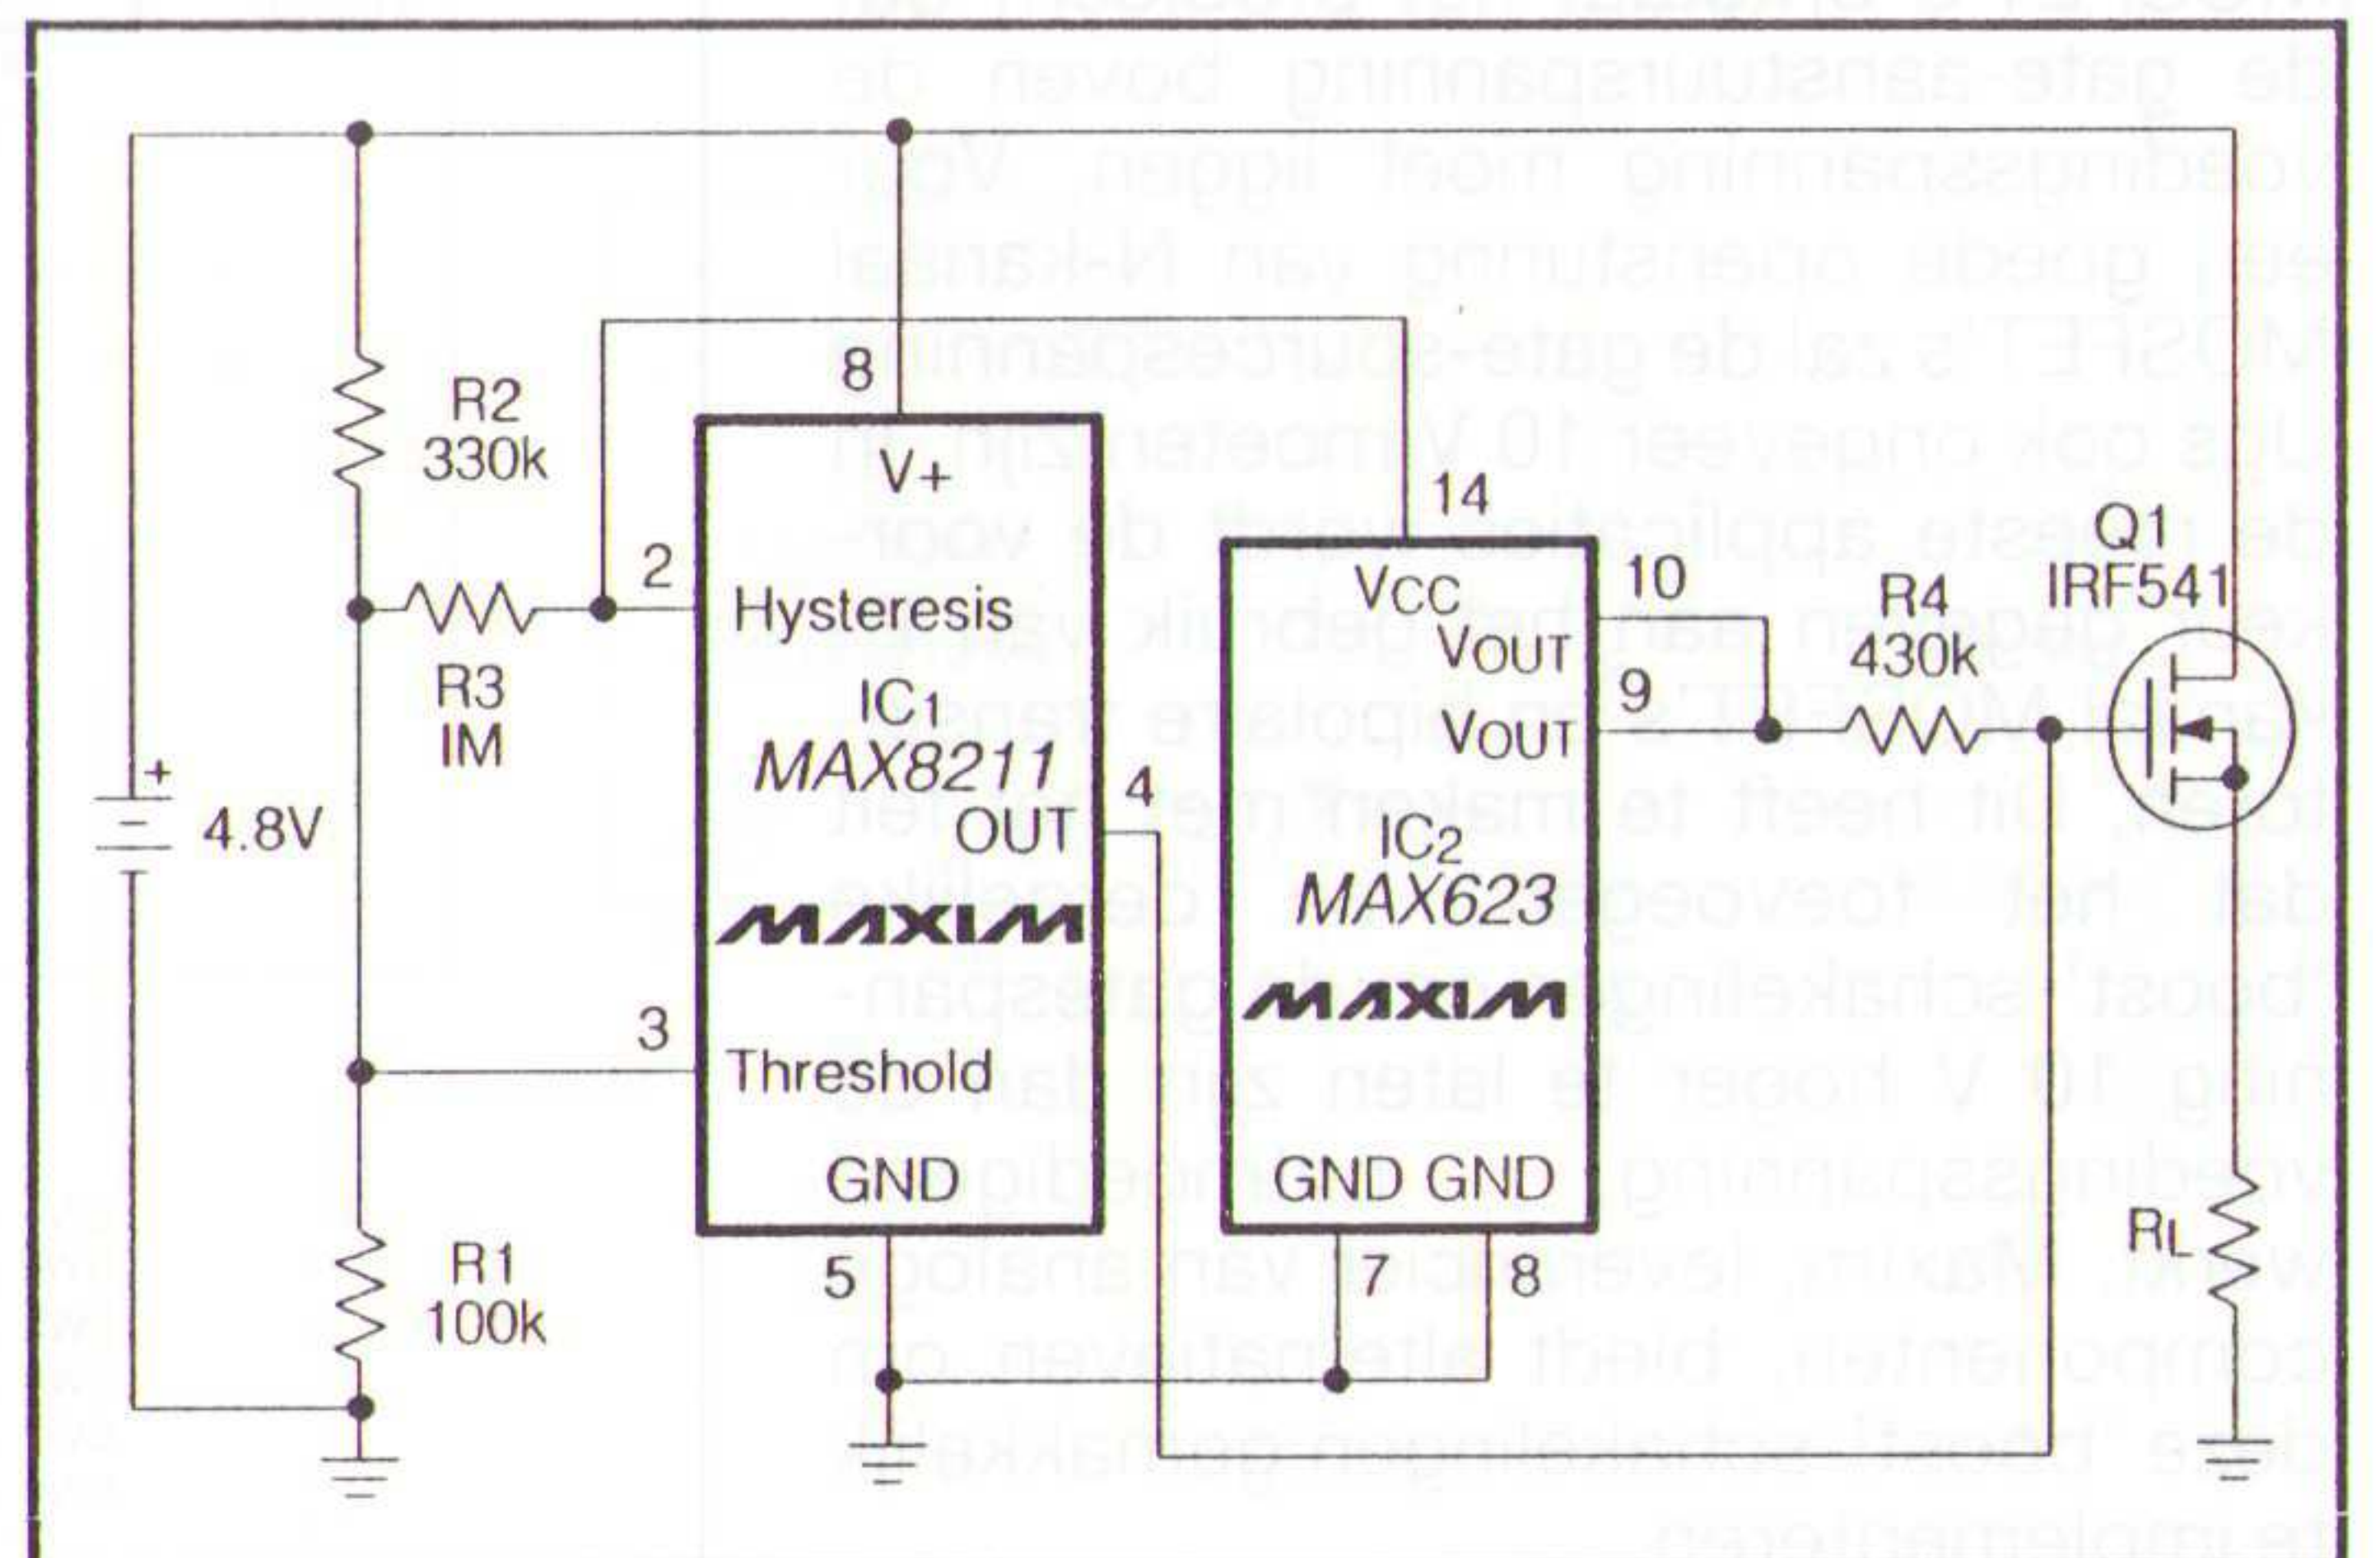 R2
330k
R3
IM
+
4.8V
R1
100k
8
V+
2
Hysteresis
IC1
MAX8211
4
OUT
MAXIM
3
Threshold
GND
5
14
VCC
10
VOUT
9
VOUT
IC2
MAX623
MAXIM
GND GND
7
8
R4
430k
Q1
IRF541
RL